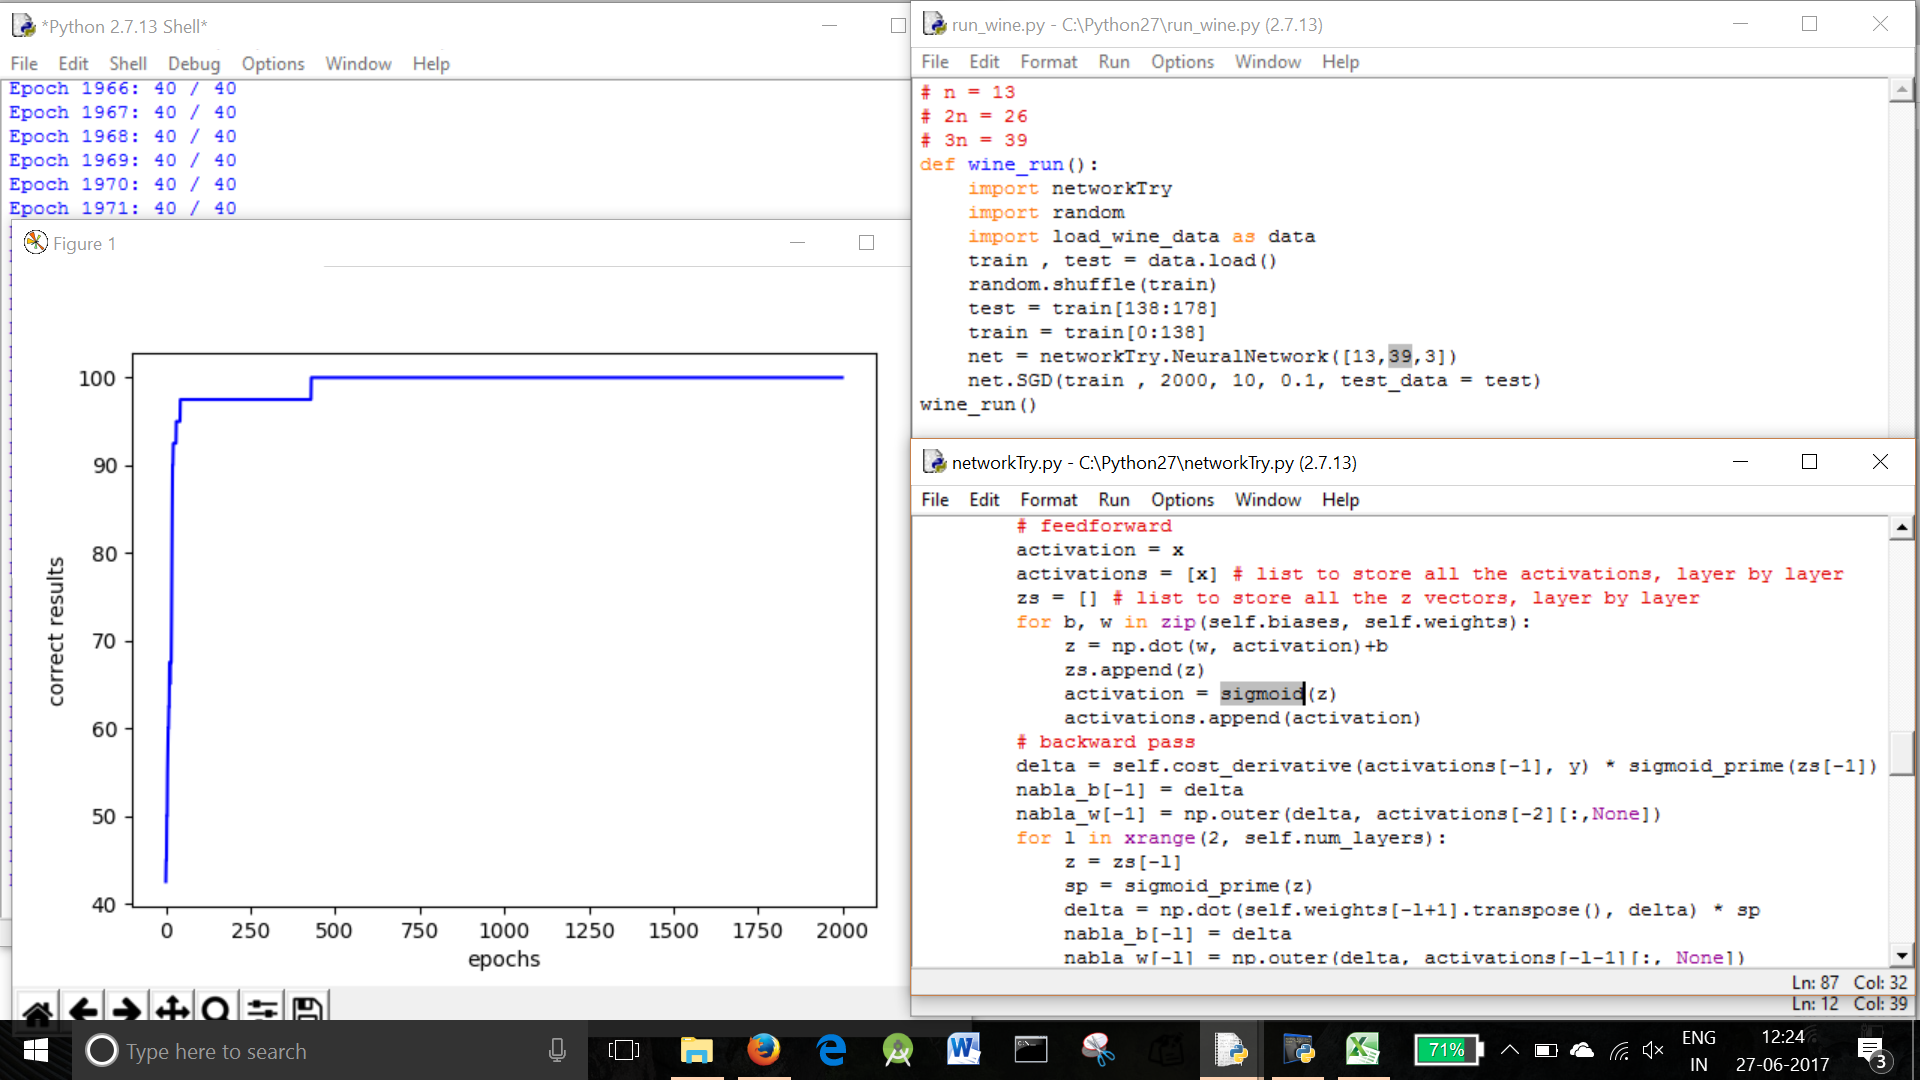 *Python 2.7.13 Shell*
File Edit Shell Debug Options Window Help
Epoch 1966: 40 / 40
Epoch 1967: 40 / 40
Epoch 1968: 40 / 40
Epoch 1969: 40 / 40
Epoch 1970: 40 / 40
Epoch 1971: 40 / 40
Figure 1
100
90
80
70
60
50
40
correct results
0 250 500 750 1000 1250 1500 1750 2000
epochs
run_wine.py - C:\Python27\run_wine.py (2.7.13)
File Edit Format Run Options Window Help
# n = 13
# 2n = 26
# 3n = 39
def wine_run():
    import networkTry
    import random
    import load_wine_data as data
    train , test = data.load()
    random.shuffle(train)
    test = train[138:178]
    train = train[0:138]
    net = networkTry.NeuralNetwork([13,39,3])
    net.SGD(train , 2000, 10, 0.1, test_data = test)
wine_run()
networkTry.py - C:\Python27\networkTry.py (2.7.13)
File Edit Format Run Options Window Help
# feedforward
activation = x
activations = [x] # list to store all the activations, layer by layer
zs = [] # list to store all the z vectors, layer by layer
for b, w in zip(self.biases, self.weights):
    z = np.dot(w, activation)+b
    zs.append(z)
    activation = sigmoid(z)
    activations.append(activation)
# backward pass
delta = self.cost_derivative(activations[-1], y) * sigmoid_prime(zs[-1])
nabla_b[-1] = delta
nabla_w[-1] = np.outer(delta, activations[-2][:,None])
for l in xrange(2, self.num_layers):
    z = zs[-l]
    sp = sigmoid_prime(z)
    delta = np.dot(self.weights[-l+1].transpose(), delta) * sp
    nabla_b[-l] = delta
    nabla_w[-l] = np.outer(delta, activations[-l-1][:, None])
Ln: 87 Col: 32
Ln: 12 Col: 39
Type here to search
71%
ENG
IN
12:24
27-06-2017
3